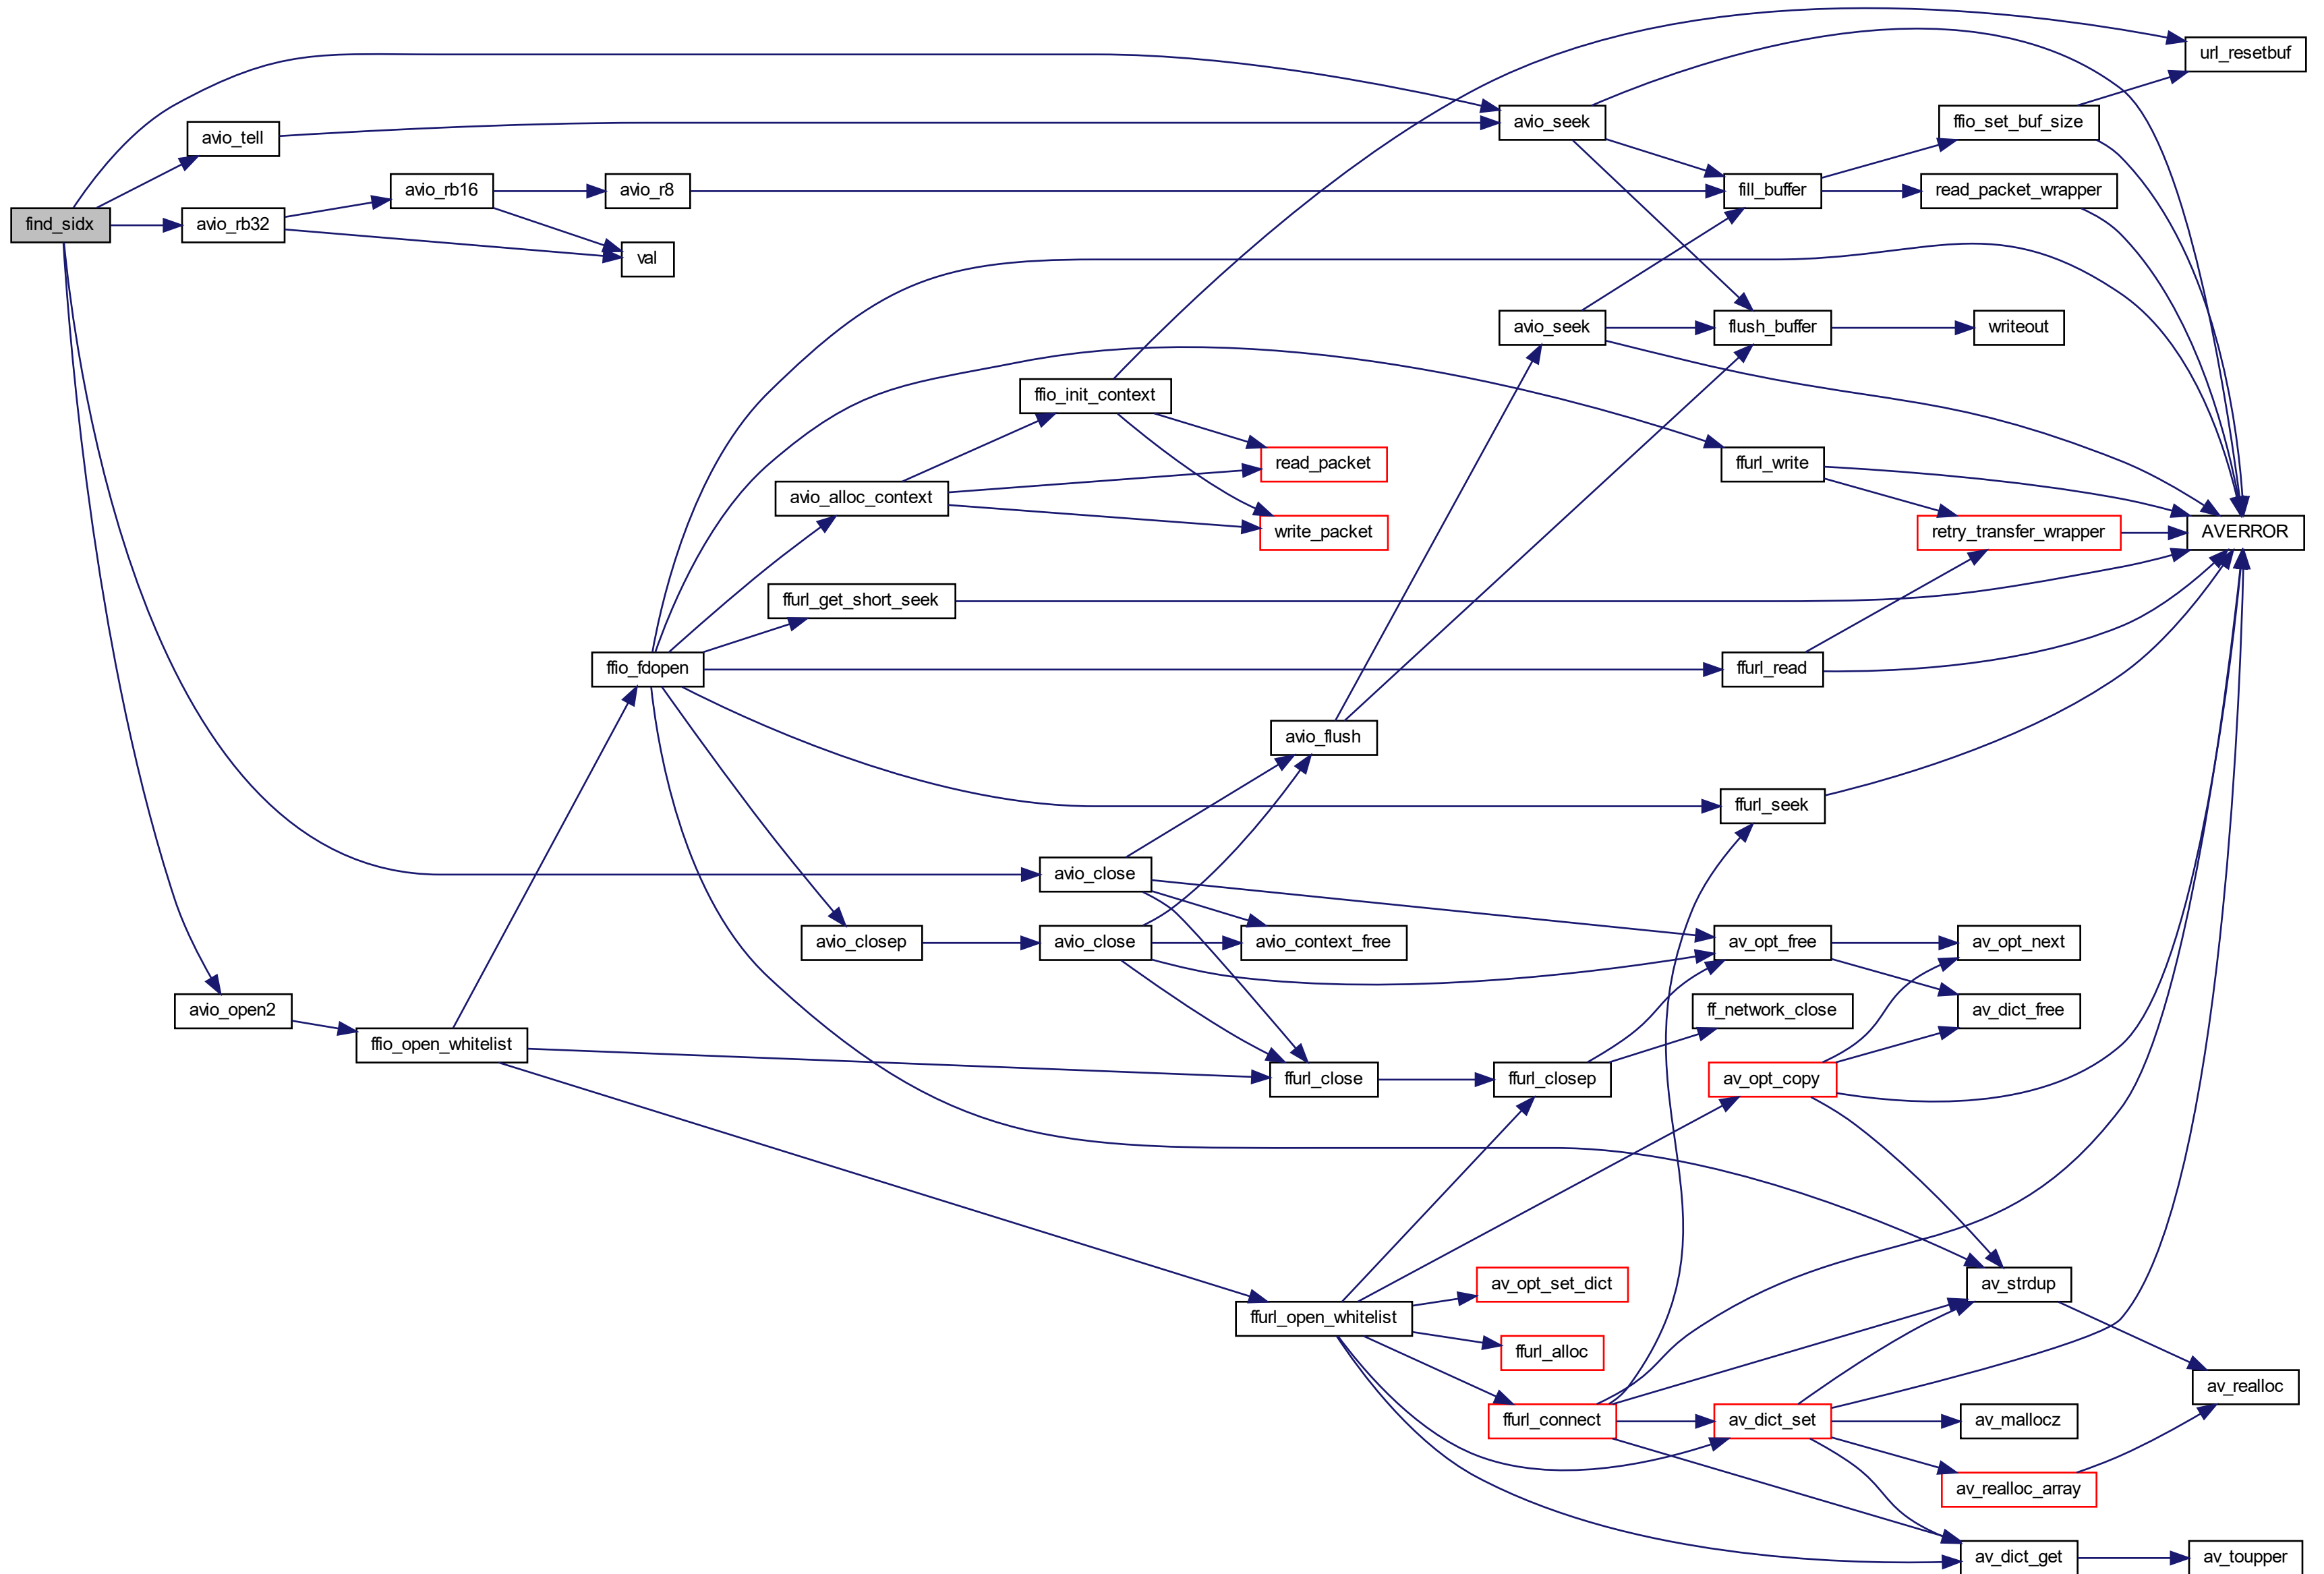 url_resetbuf
avio_seek
ffio_set_buf_size
avio_tell
avio_rb16
avio_r8
fill_buffer
read_packet_wrapper
find_sidx
avio_rb32
val
avio_seek
flush_buffer
writeout
ffio_init_context
read_packet
ffurl_write
avio_alloc_context
write_packet
retry_transfer_wrapper
AVERROR
ffurl_get_short_seek
ffio_fdopen
ffurl_read
avio_flush
ffurl_seek
avio_close
avio_closep
avio_close
avio_context_free
av_opt_free
av_opt_next
avio_open2
ff_network_close
av_dict_free
ffio_open_whitelist
ffurl_close
ffurl_closep
av_opt_copy
av_opt_set_dict
av_strdup
ffurl_open_whitelist
ffurl_alloc
av_realloc
ffurl_connect
av_dict_set
av_mallocz
av_realloc_array
av_dict_get
av_toupper